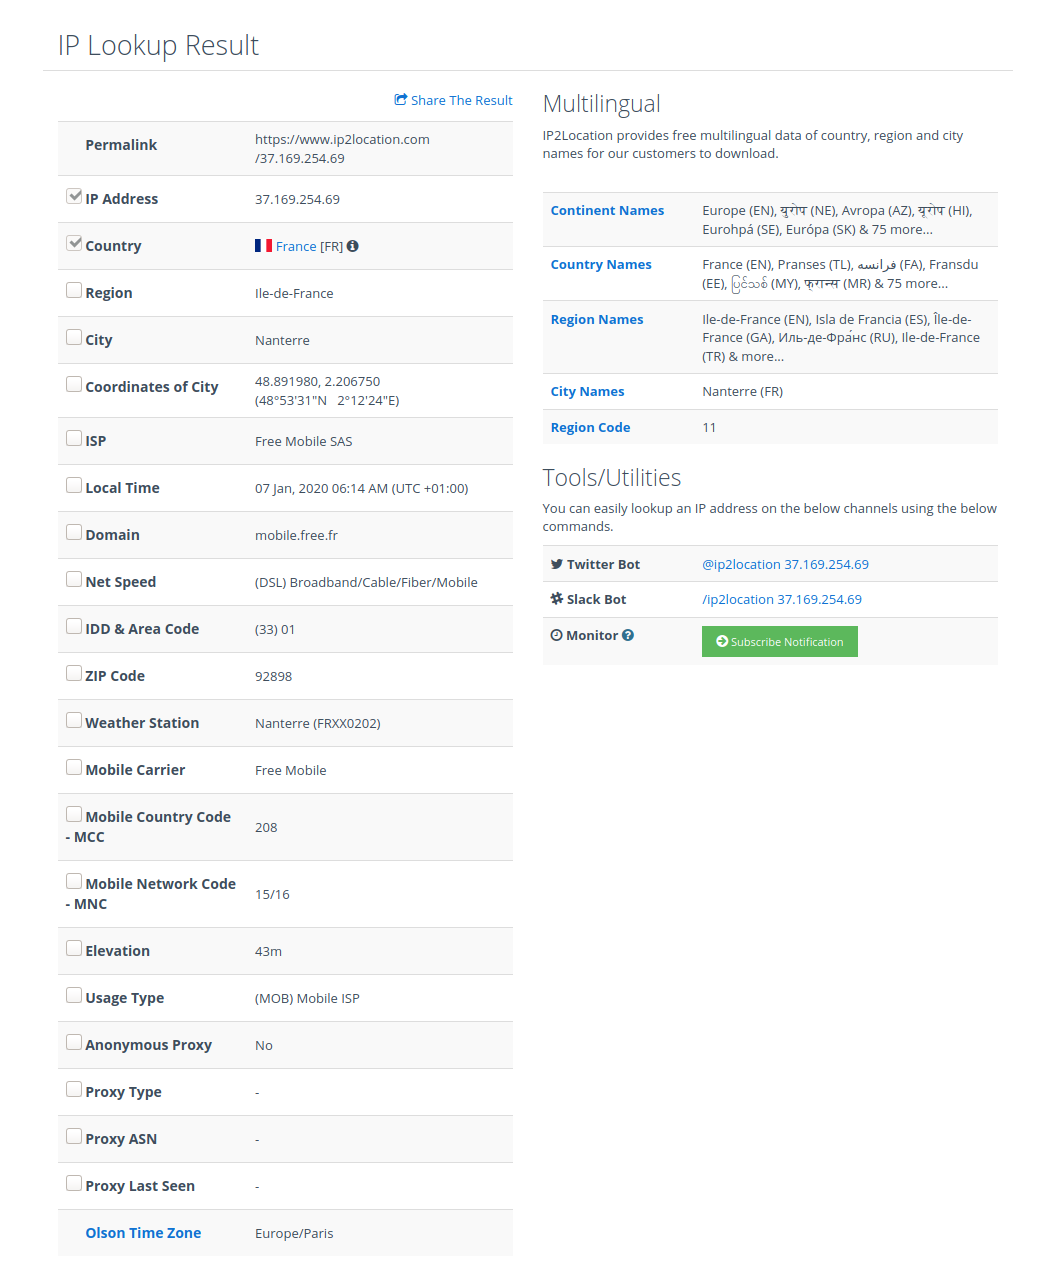 IP Lookup Result
Share The Result
Permalink
https://www.ip2location.com
/37.169.254.69
IP Address
37.169.254.69
Country
France [FR]
Region
Ile-de-France
City
Nanterre
Coordinates of City
48.891980, 2.206750
(48°53'31"N 2°12'24"E)
ISP
Free Mobile SAS
Local Time
07 Jan, 2020 06:14 AM (UTC +01:00)
Domain
mobile.free.fr
Net Speed
(DSL) Broadband/Cable/Fiber/Mobile
IDD & Area Code
(33) 01
ZIP Code
92898
Weather Station
Nanterre (FRXX0202)
Mobile Carrier
Free Mobile
Mobile Country Code
- MCC
208
Mobile Network Code
- MNC
15/16
Elevation
43m
Usage Type
(MOB) Mobile ISP
Anonymous Proxy
No
Proxy Type
-
Proxy ASN
-
Proxy Last Seen
-
Olson Time Zone
Europe/Paris
Multilingual
IP2Location provides free multilingual data of country, region and city
names for our customers to download.
Continent Names
Europe (EN), युरोप (NE), Avropa (AZ), यूरोप (HI),
Eurohpá (SE), Európa (SK) & 75 more...
Country Names
France (EN), Pranses (TL), فرانسه (FA), Fransdu
(EE), ပြင်သစ် (MY), फ्रान्स (MR) & 75 more...
Region Names
Ile-de-France (EN), Isla de Francia (ES), Île-de-
France (GA), Иль-де-Фра́нс (RU), Ile-de-France
(TR) & more...
City Names
Nanterre (FR)
Region Code
11
Tools/Utilities
You can easily lookup an IP address on the below channels using the below
commands.
Twitter Bot
@ip2location 37.169.254.69
Slack Bot
/ip2location 37.169.254.69
Monitor
Subscribe Notification